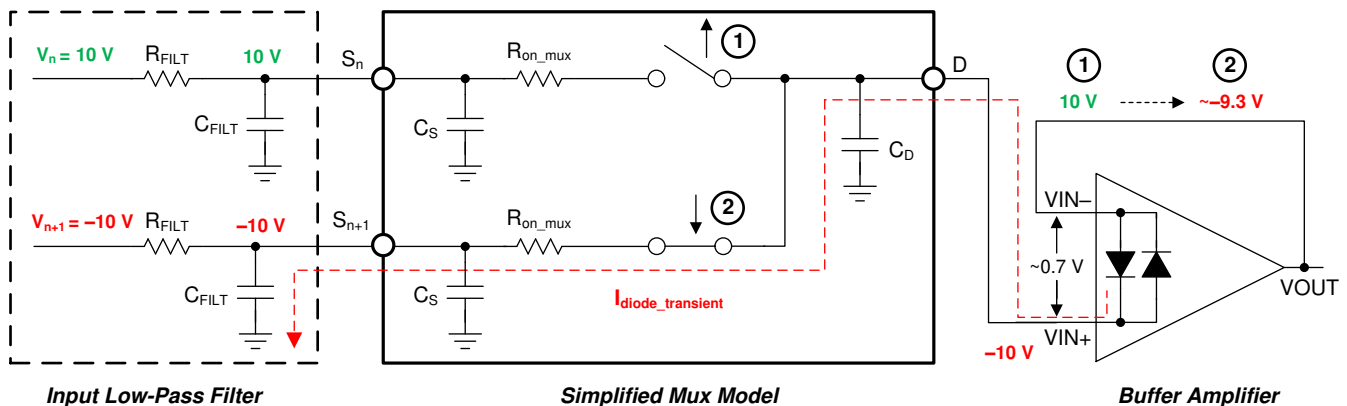 Vn = 10 V
RFILT
10 V
Sn
Ron_mux
1
D
1
2
10 V
~–9.3 V
CFILT
CS
CD
Vn+1 = –10 V
RFILT
–10 V
Sn+1
Ron_mux
2
VIN–
~0.7 V
CFILT
CS
Idiode_transient
VIN+
–10 V
VOUT
Input Low-Pass Filter
Simplified Mux Model
Buffer Amplifier